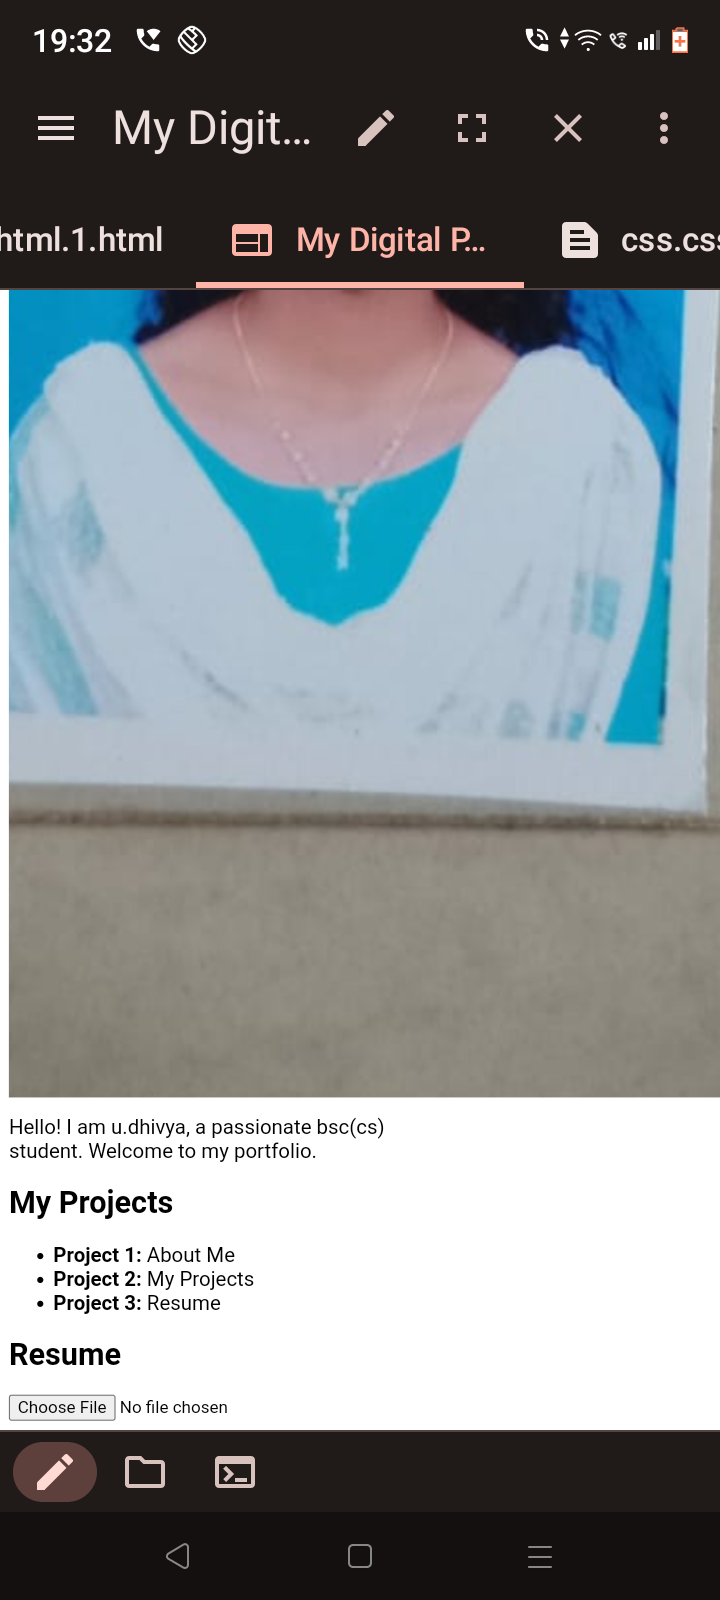 19:32
My Digit...
html.1.html
My Digital P...
css.cs
Hello! I am u.dhivya, a passionate bsc(cs)
student. Welcome to my portfolio.
My Projects
• Project 1: About Me
• Project 2: My Projects
• Project 3: Resume
Resume
Choose File No file chosen